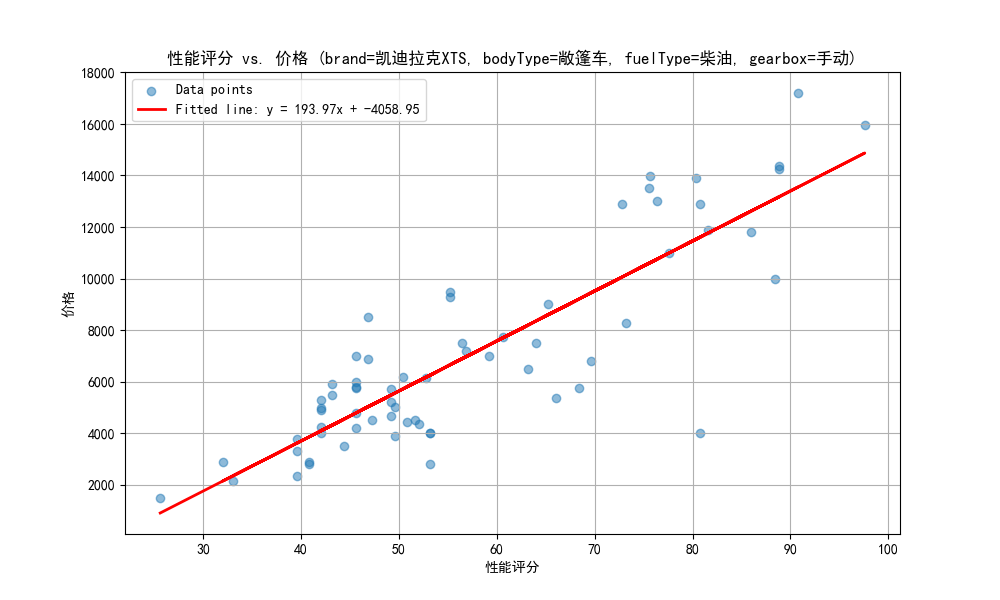 性能评分 vs. 价格 (brand=凯迪拉克XTS, bodyType=敞篷车, fuelType=柴油, gearbox=手动)
Data points
Fitted line: y = 193.97x + -4058.95
价格
18000
16000
14000
12000
10000
8000
6000
4000
2000
30 40 50 60 70 80 90 100
性能评分